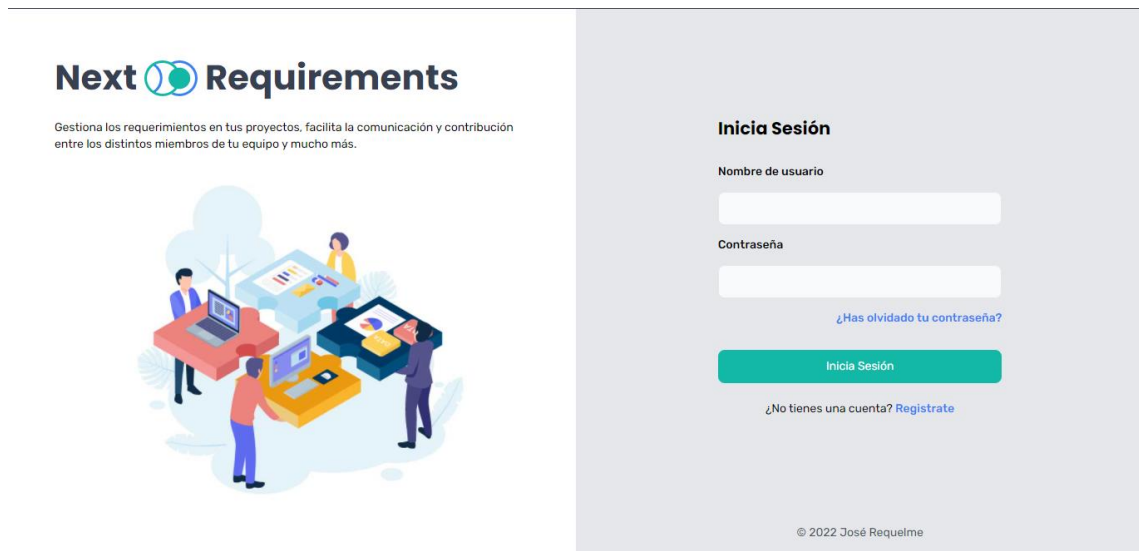 Next Requirements
Gestiona los requerimientos en tus proyectos, facilita la comunicación y contribución
entre los distintos miembros de tu equipo y mucho más.
Inicia Sesión
Nombre de usuario
Contraseña
¿Has olvidado tu contraseña?
Inicia Sesión
¿No tienes una cuenta? Registrate
© 2022 José Requelme